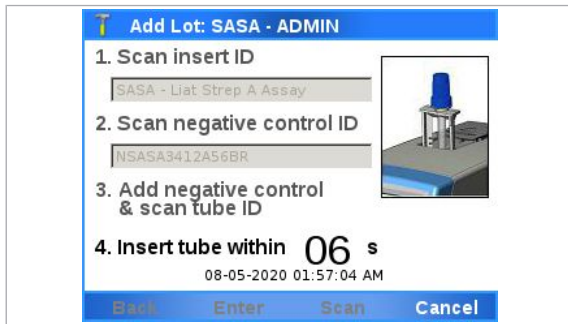 Add Lot: SASA - ADMIN
1. Scan insert ID
SASA - Liat Strep A Assay
2. Scan negative control ID
NSASA3412A56BR
3. Add negative control
& scan tube ID
4. Insert tube within 06 s
08-05-2020 01:57:04 AM
Back Enter Scan Cancel